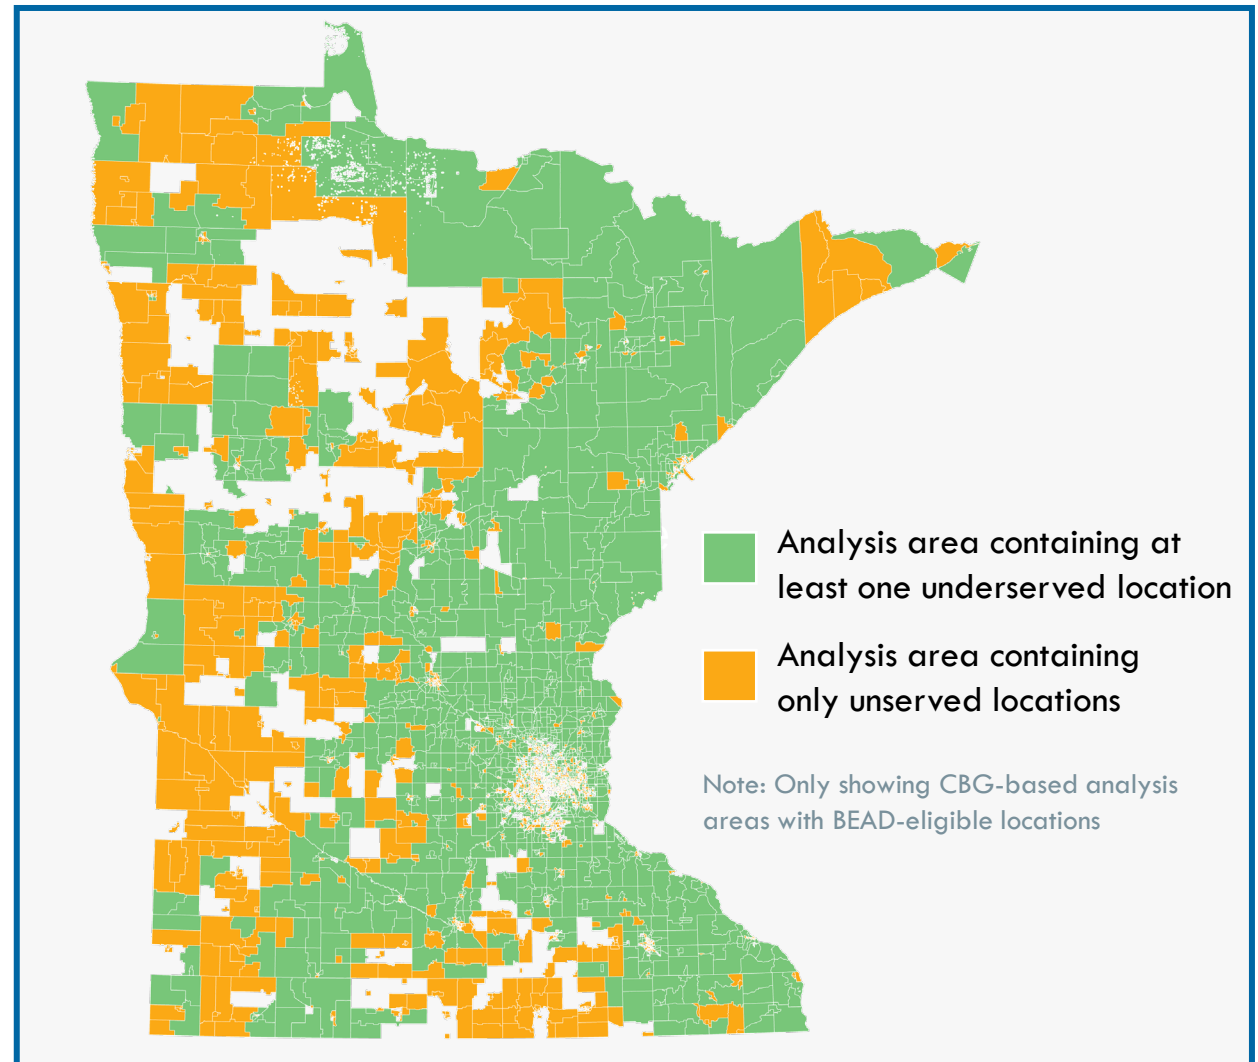 Analysis area containing at
least one underserved location
Analysis area containing
only unserved locations
Note: Only showing CBG-based analysis
areas with BEAD-eligible locations